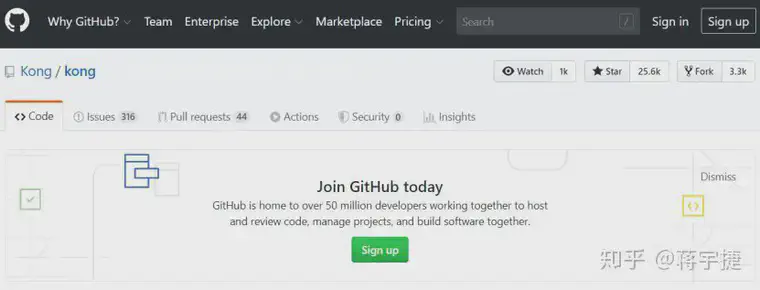 Why GitHub? Team Enterprise Explore Marketplace Pricing Search / Sign in Sign up
Kong / kong Watch 1k Star 25.6k Fork 3.3k
Code Issues 316 Pull requests 44 Actions Security 0 Insights
Dismiss
Join GitHub today
GitHub is home to over 50 million developers working together to host
and review code, manage projects, and build software together.
Sign up
知乎 @蒋宇捷